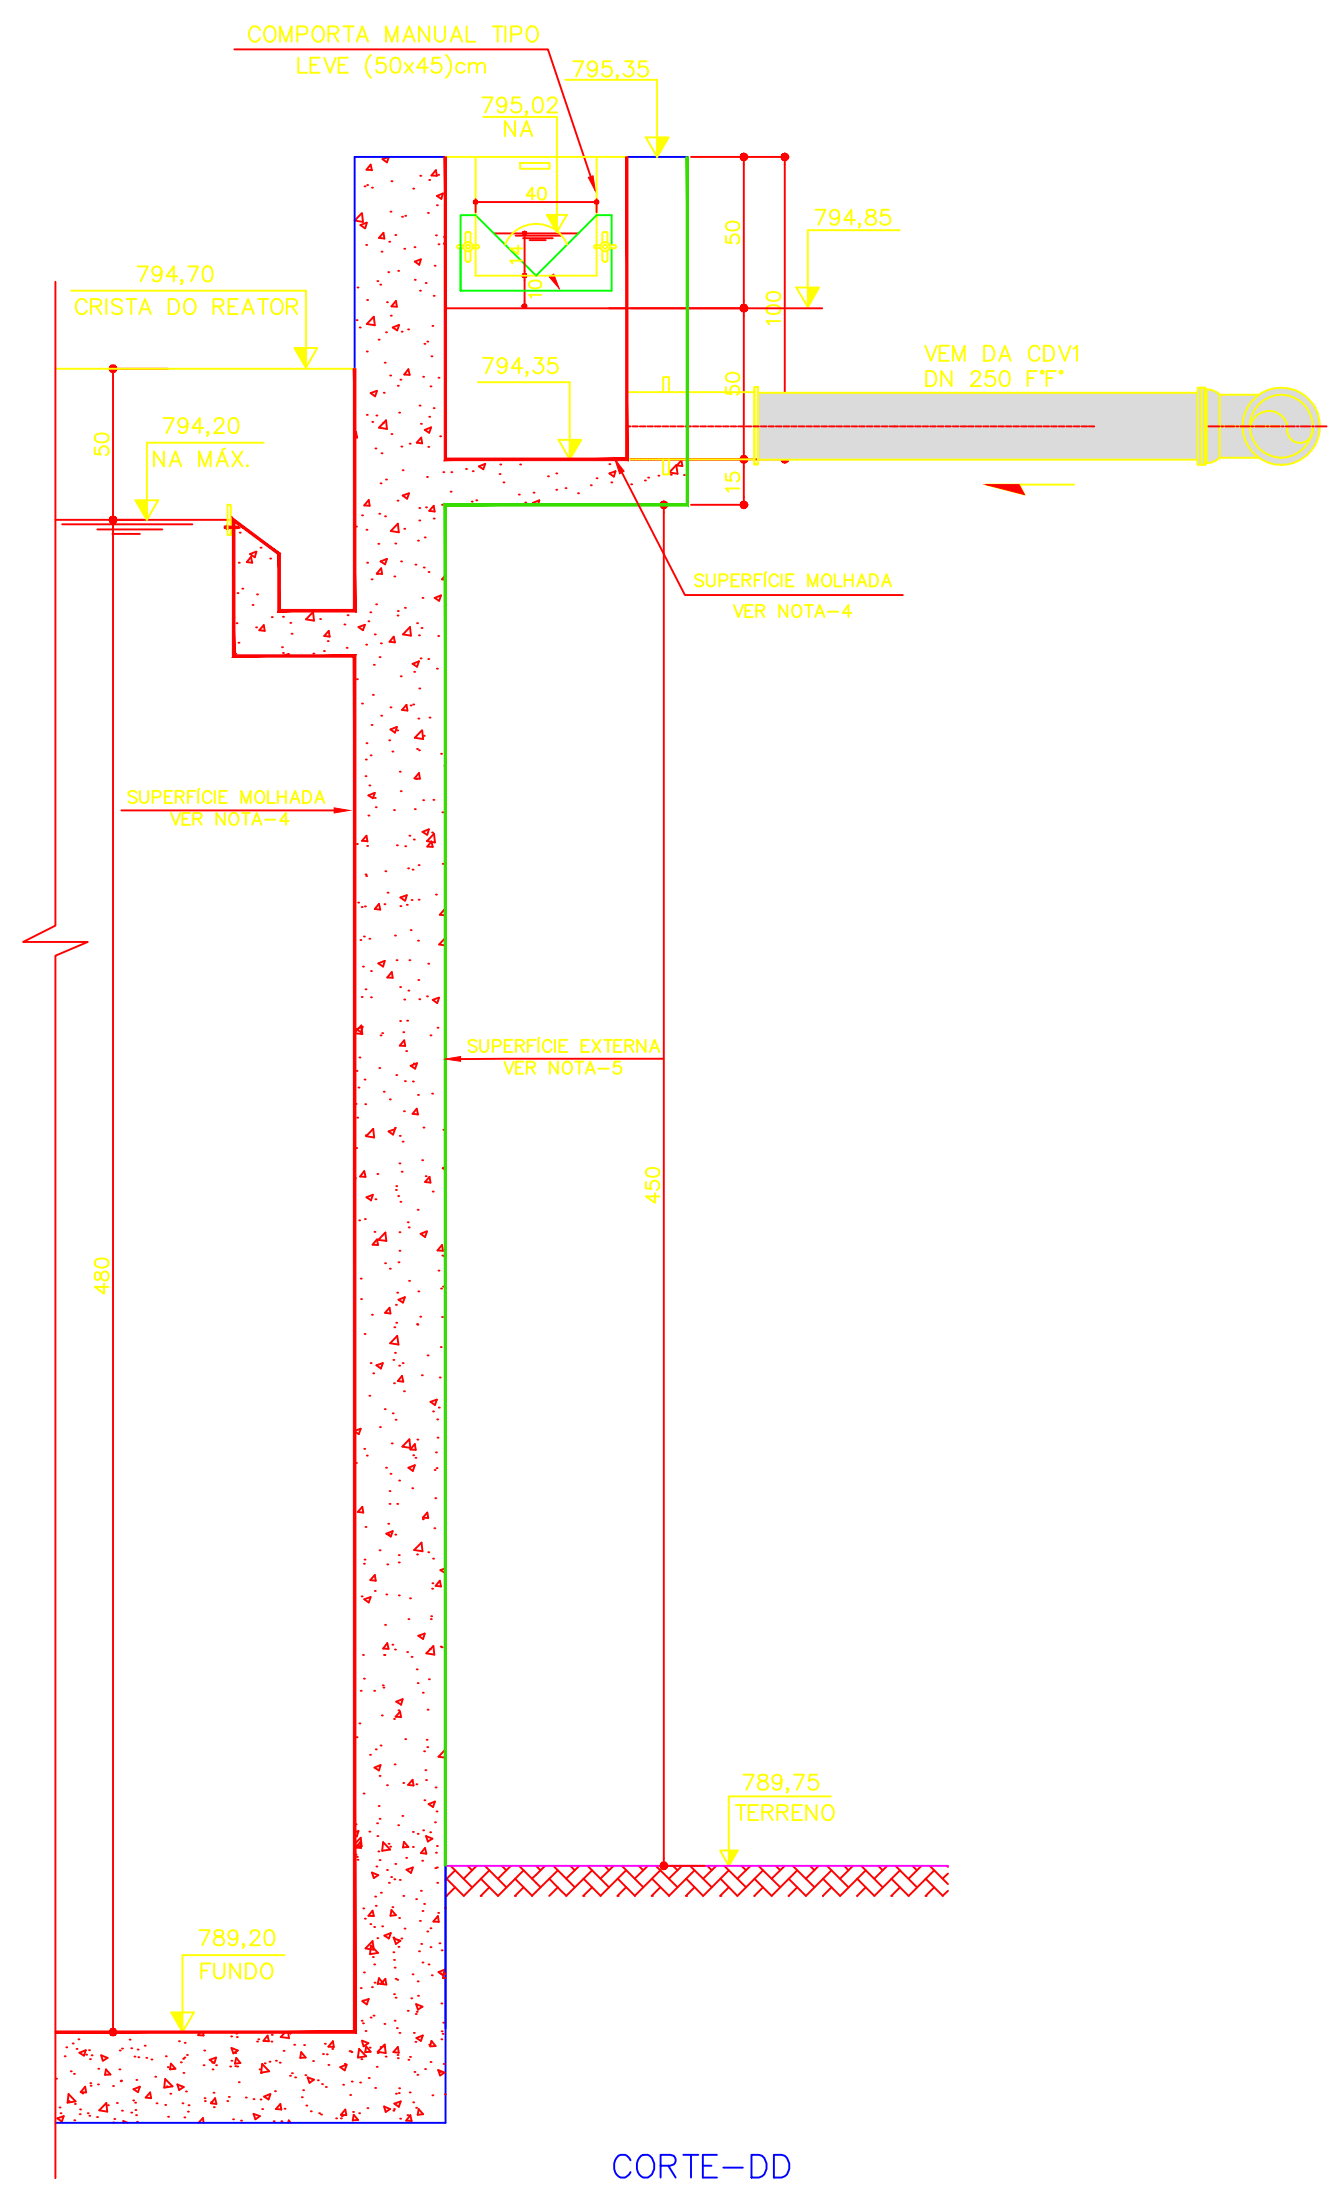 COMPORTA MANUAL TIPO
LEVE (50x45)cm
795,35
795,02
NA
40
14
10
50
100
794,85
794,70
CRISTA DO REATOR
794,35
50
VEM DA CDV1
DN 250 F°F°
794,20
NA MÁX.
50
15
SUPERFÍCIE MOLHADA
VER NOTA-4
SUPERFÍCIE MOLHADA
VER NOTA-4
SUPERFÍCIE EXTERNA
VER NOTA-5
450
480
789,75
TERRENO
789,20
FUNDO
CORTE-DD